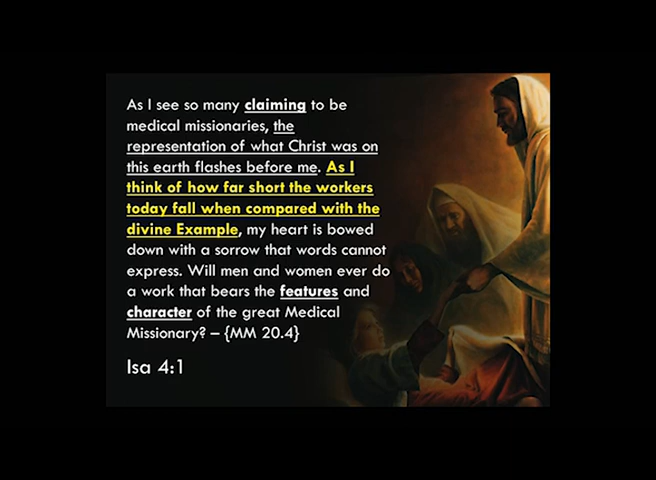 As I see so many claiming to be
medical missionaries, the
representation of what Christ was on
this earth flashes before me. As I
think of how far short the workers
today fall when compared with the
divine Example, my heart is bowed
down with a sorrow that words cannot
express. Will men and women ever do
a work that bears the features and
character of the great Medical
Missionary? – {MM 20.4}
Isa 4:1